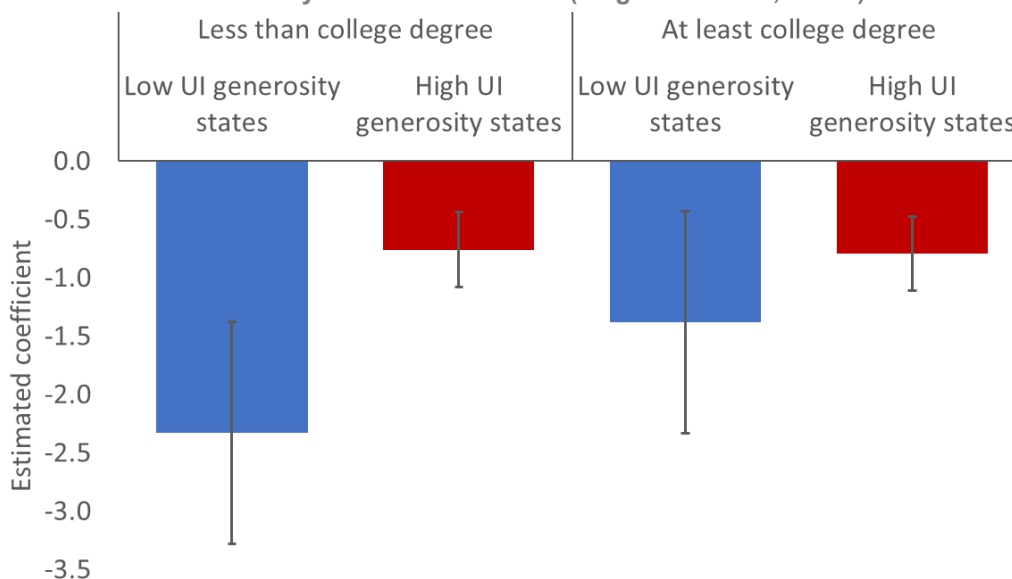 Less than college degree
At least college degree
Low UI generosity
states
High UI
generosity states
Low UI generosity
states
High UI
generosity states
Estimated coefficient
0.0
-0.5
-1.0
-1.5
-2.0
-2.5
-3.0
-3.5